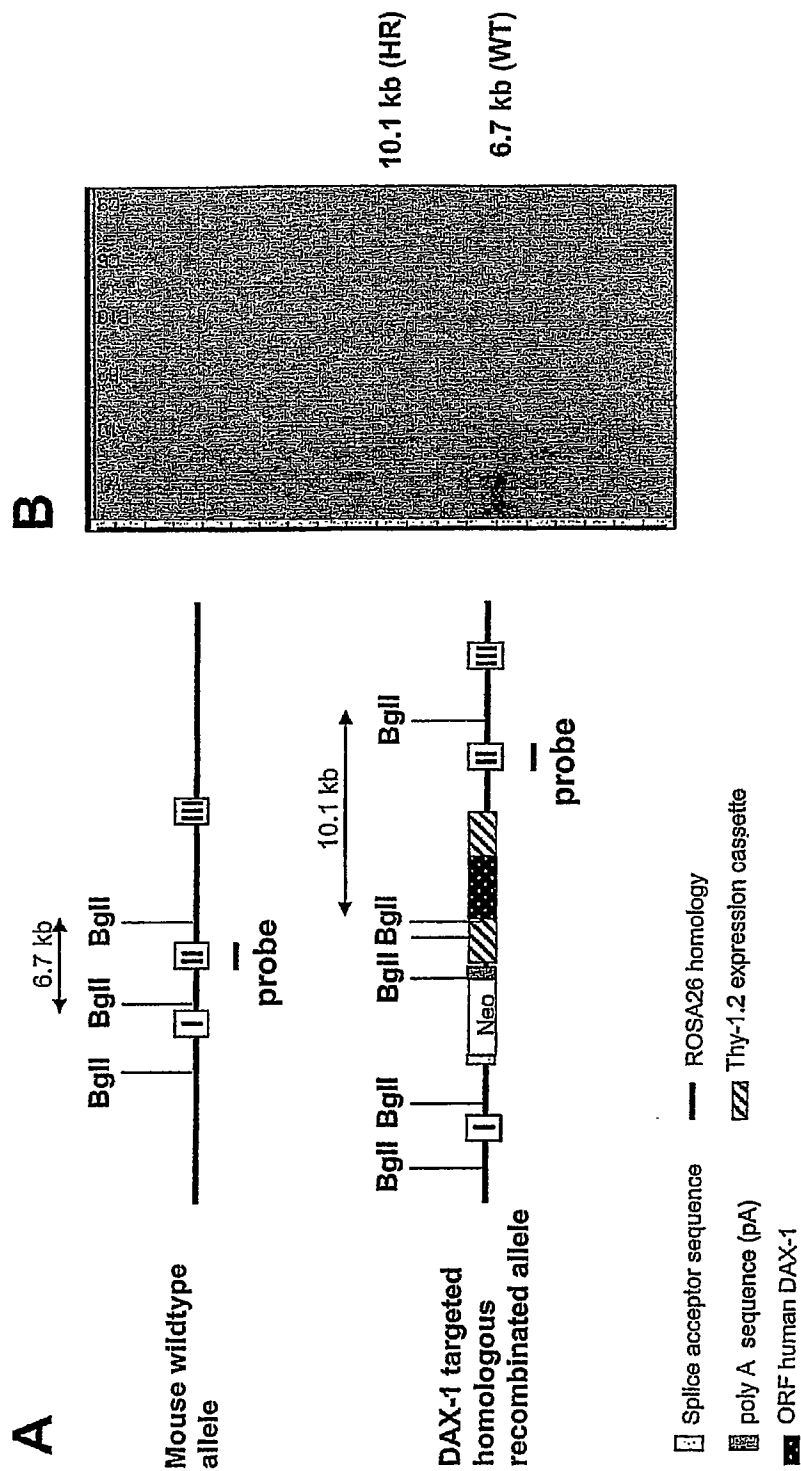 A
Mouse wildtype
allele
6.7 kb
BglI BglI BglI
I II III
probe
DAX-1 targeted
homologous
recombinated allele
10.1 kb
BglI BglI BglI BglI BglI BglI
I Neo II III
probe
Splice acceptor sequence
poly A sequence (pA)
ORF human DAX-1
ROSA26 homology
Thy-1.2 expression cassette
B
10.1 kb (HR)
6.7 kb (WT)